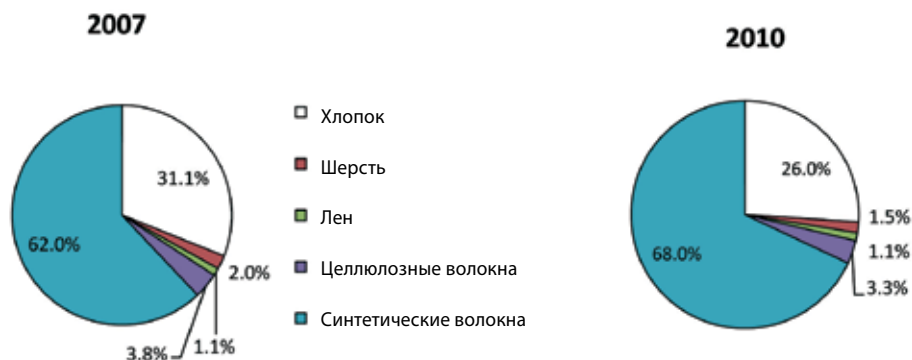 2007
31.1%
2.0%
1.1%
3.8%
62.0%
Хлопок
Шерсть
Лен
Целлюлозные волокна
Синтетические волокна
2010
26.0%
1.5%
1.1%
3.3%
68.0%